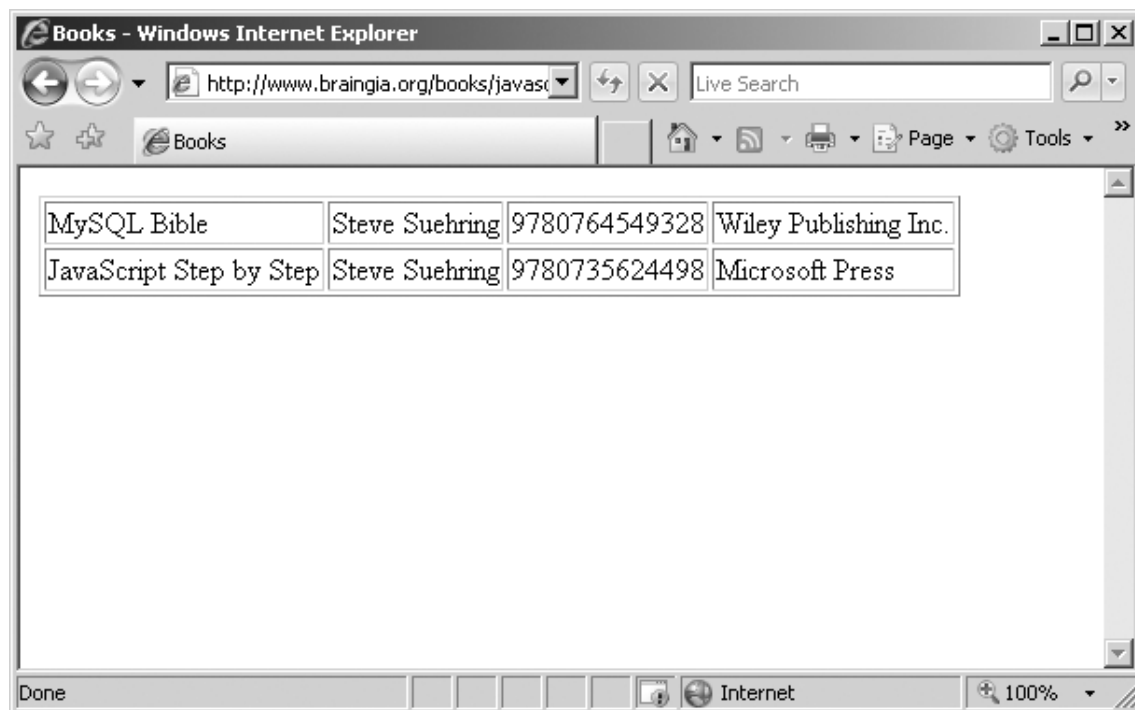 Books - Windows Internet Explorer
http://www.braingia.org/books/javasc
Live Search
Books
Page
Tools
»
MySQL Bible Steve Suehring 9780764549328 Wiley Publishing Inc.
JavaScript Step by Step Steve Suehring 9780735624498 Microsoft Press
Done
Internet
100%